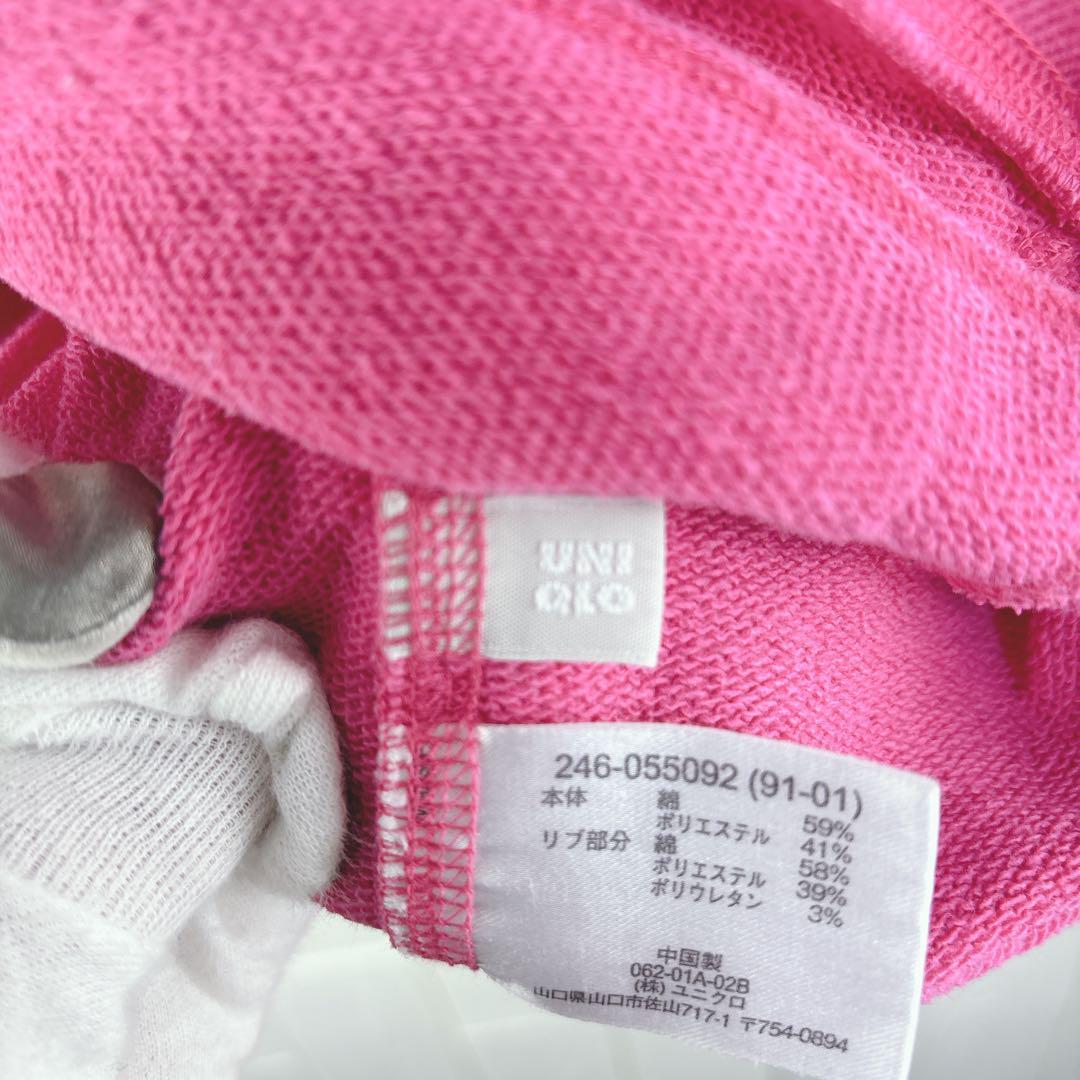 UNI
QLO
246-055092 (91-01)
本体 綿 59%
ポリエステル 41%
リブ部分 綿 58%
ポリエステル 39%
ポリウレタン 3%
中国製
062-01A-02B
(株) ユニクロ
山口県山口市佐山717-1 〒754-0894